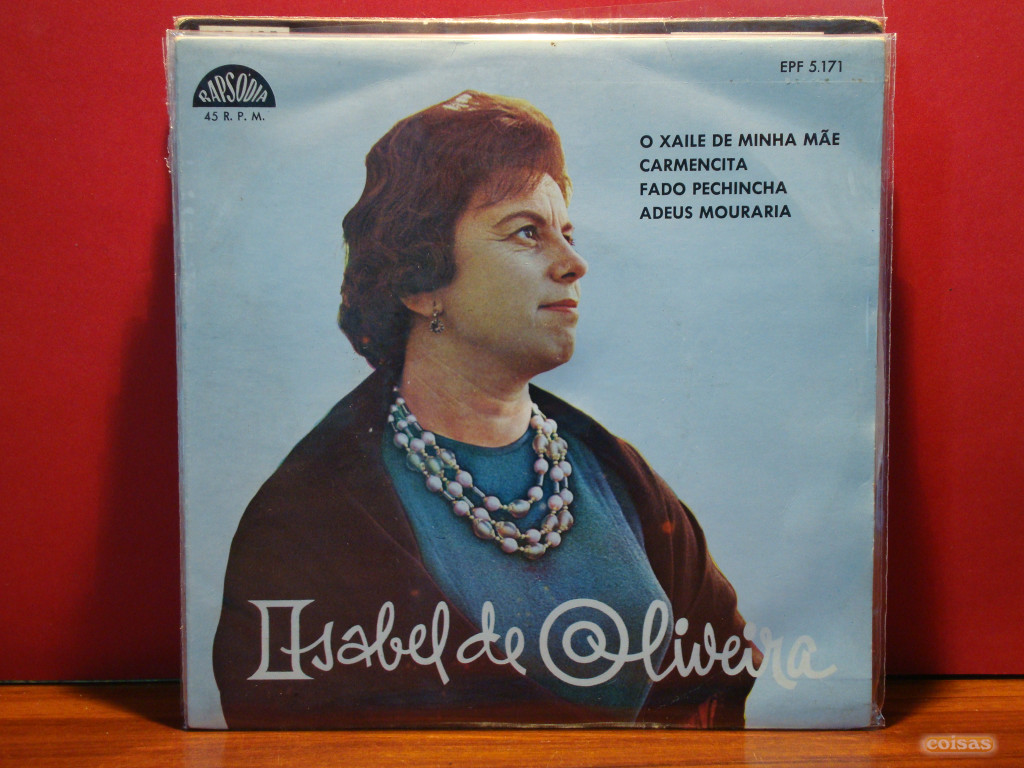 RAPSÓDIA
45 R. P. M.
EPF 5.171
O XAILE DE MINHA MÃE
CARMENCITA
FADO PECHINCHA
ADEUS MOURARIA
Isabel de Oliveira
coisas